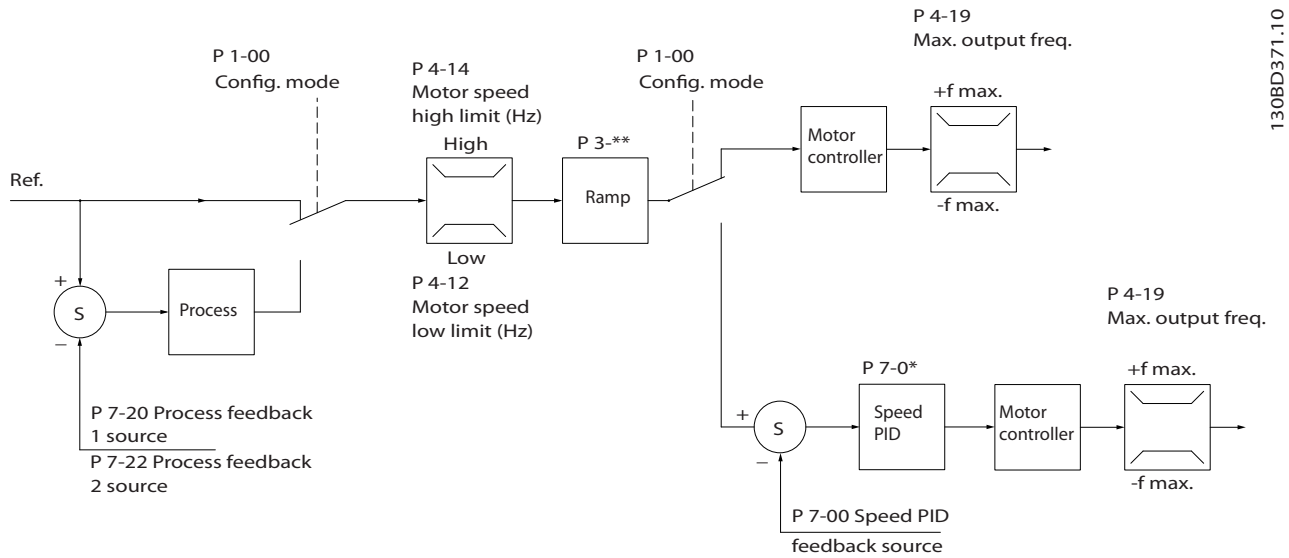 P 4-19
Max. output freq.
130BD371.10
P 1-00
Config. mode
P 4-14
Motor speed
high limit (Hz)
P 1-00
Config. mode
+f max.
High
P 3-**
Motor
controller
Ref.
Ramp
-f max.
Low
P 4-12
Motor speed
low limit (Hz)
+
S
Process
–
P 4-19
Max. output freq.
P 7-20 Process feedback
1 source
P 7-22 Process feedback
2 source
P 7-0*
+f max.
+
S
Speed
PID
Motor
controller
–
-f max.
P 7-00 Speed PID
feedback source